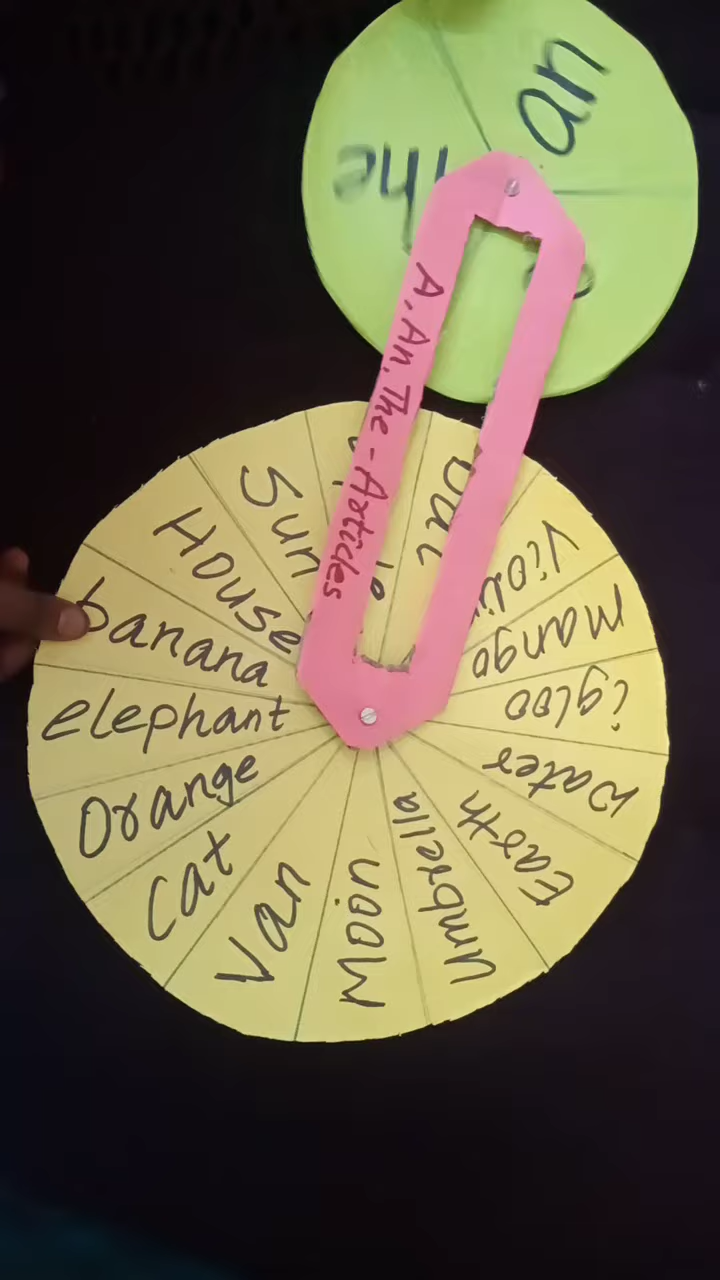 an
The
a
A, An, The - Articles
Sun
House
banana
elephant
Orange
Cat
Van
Moon
Umbrella
Earth
water
igloo
mango